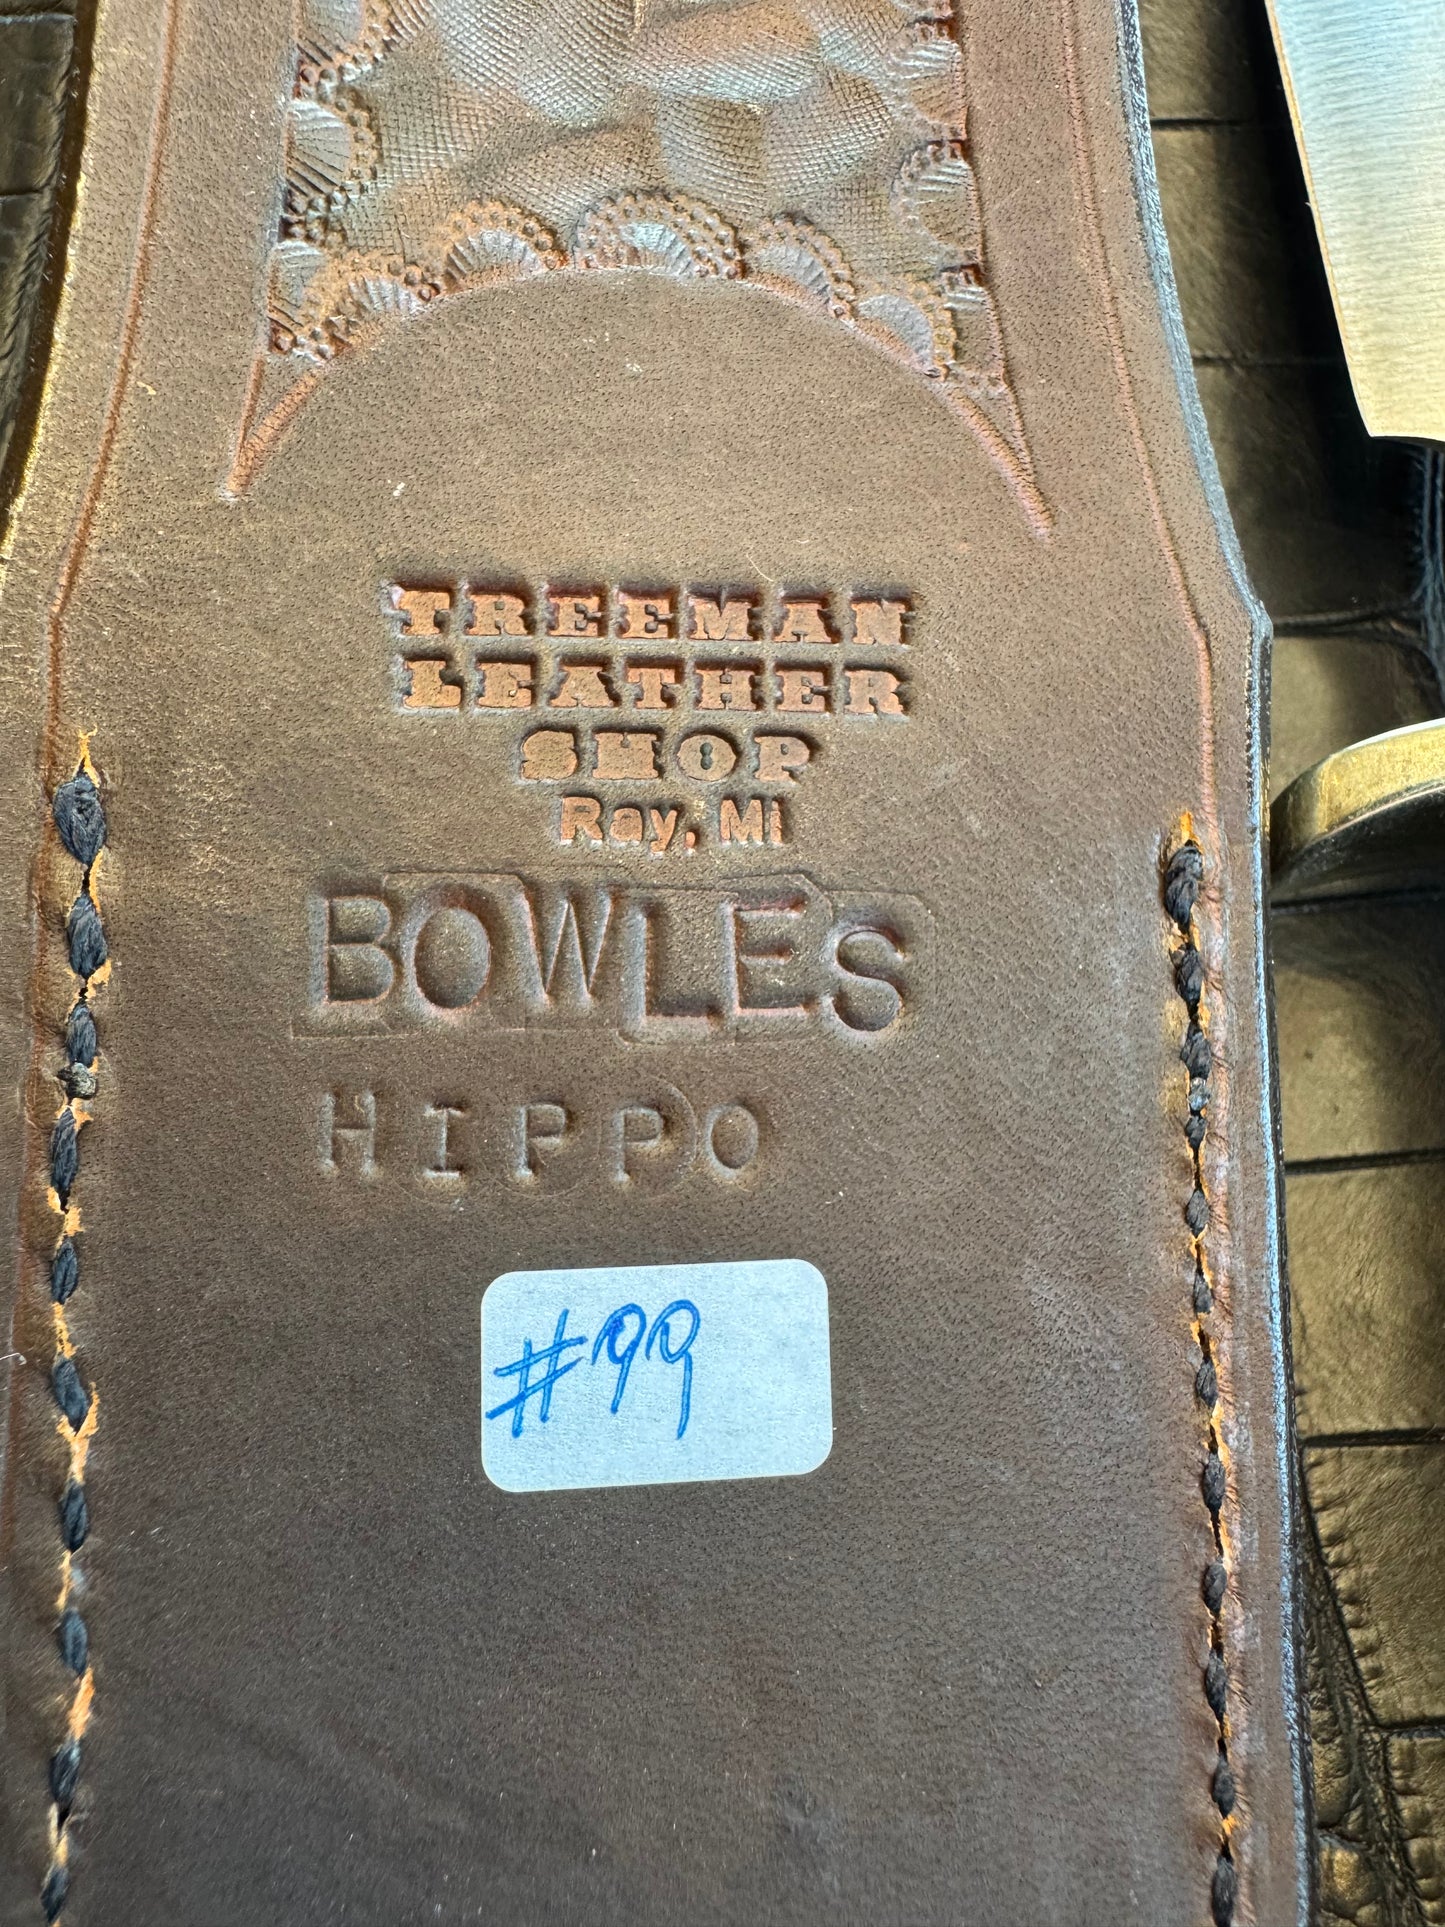 TREEMAN
LEATHER
SHOP
Ray, MI
BOWLES
HIPPO
#99